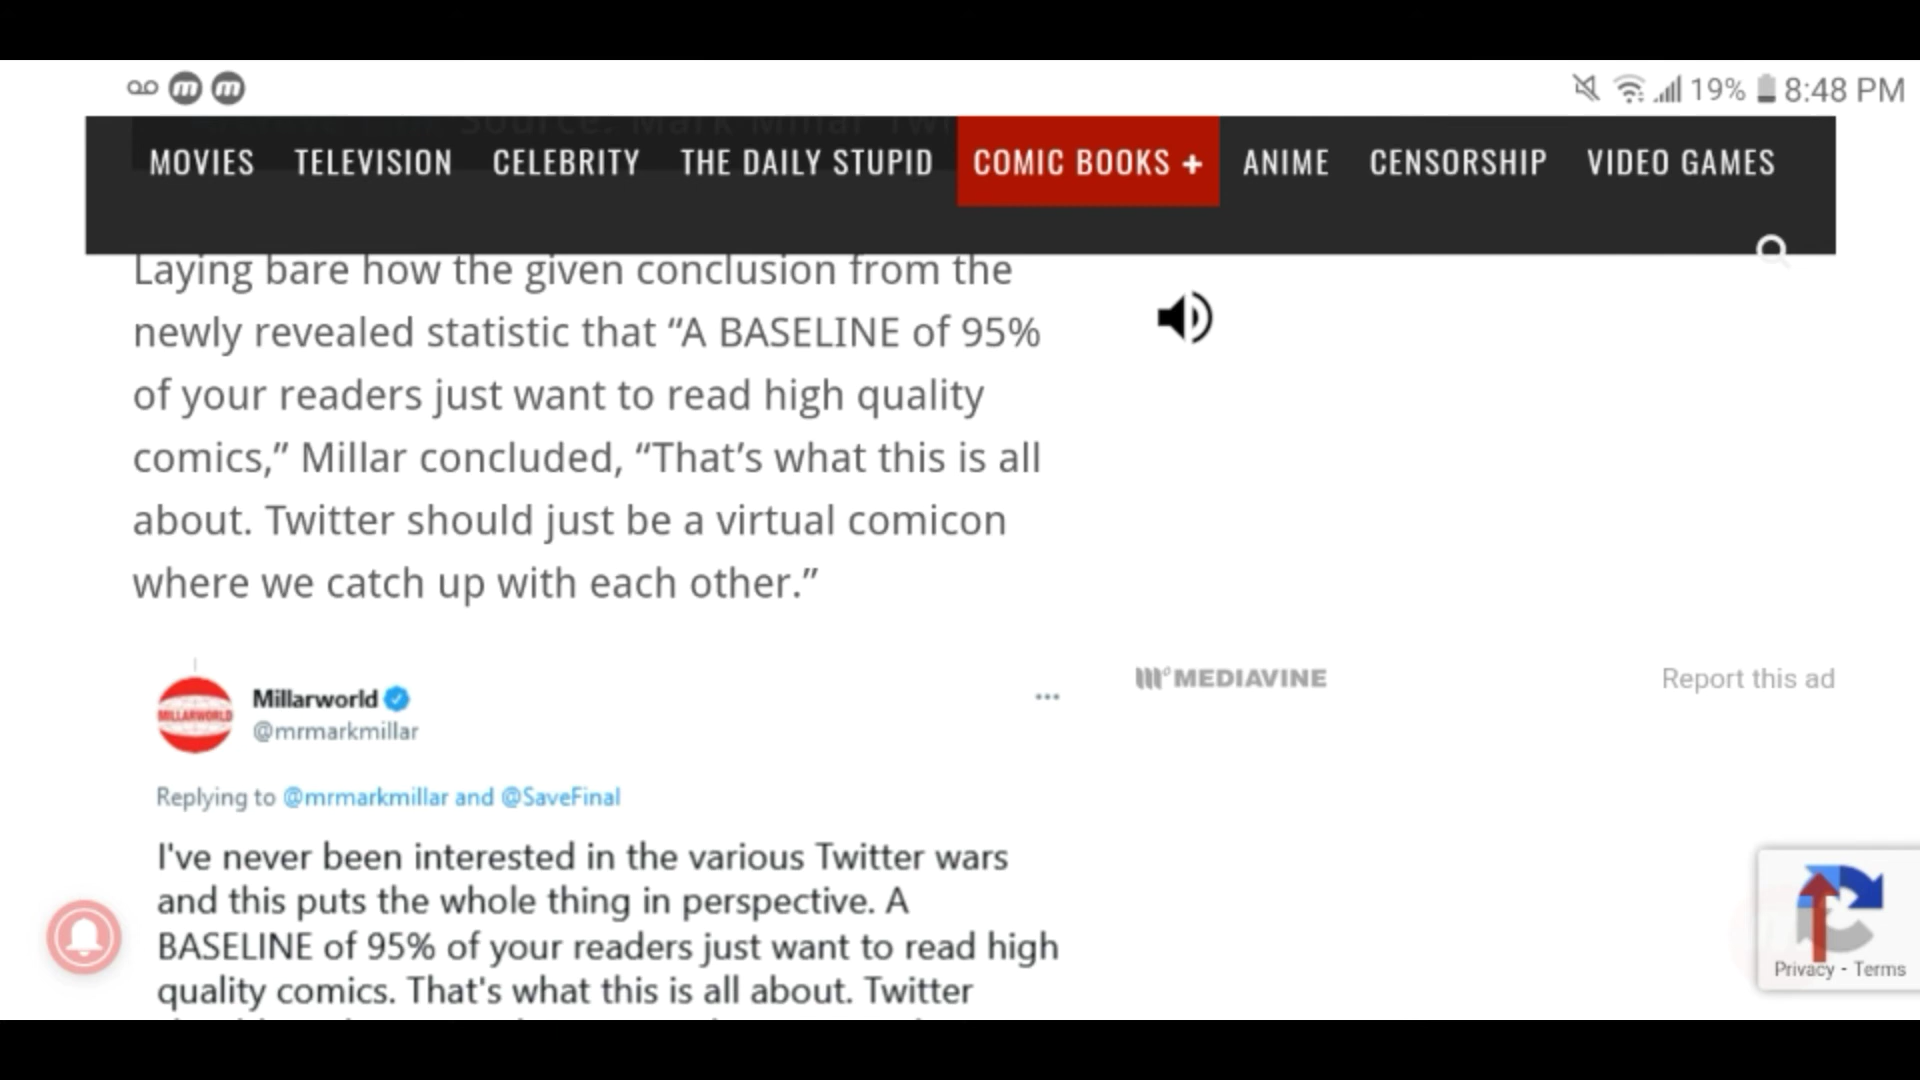 19% 8:48 PM
Source: Mark Millar Twi
MOVIES TELEVISION CELEBRITY THE DAILY STUPID COMIC BOOKS + ANIME CENSORSHIP VIDEO GAMES
Laying bare how the given conclusion from the
newly revealed statistic that “A BASELINE of 95%
of your readers just want to read high quality
comics,” Millar concluded, “That’s what this is all
about. Twitter should just be a virtual comicon
where we catch up with each other.”
MEDIAVINE Report this ad
MILLARWORLD
Millarworld
@mrmarkmillar
Replying to @mrmarkmillar and @SaveFinal
I've never been interested in the various Twitter wars
and this puts the whole thing in perspective. A
BASELINE of 95% of your readers just want to read high
quality comics. That's what this is all about. Twitter
Privacy - Terms